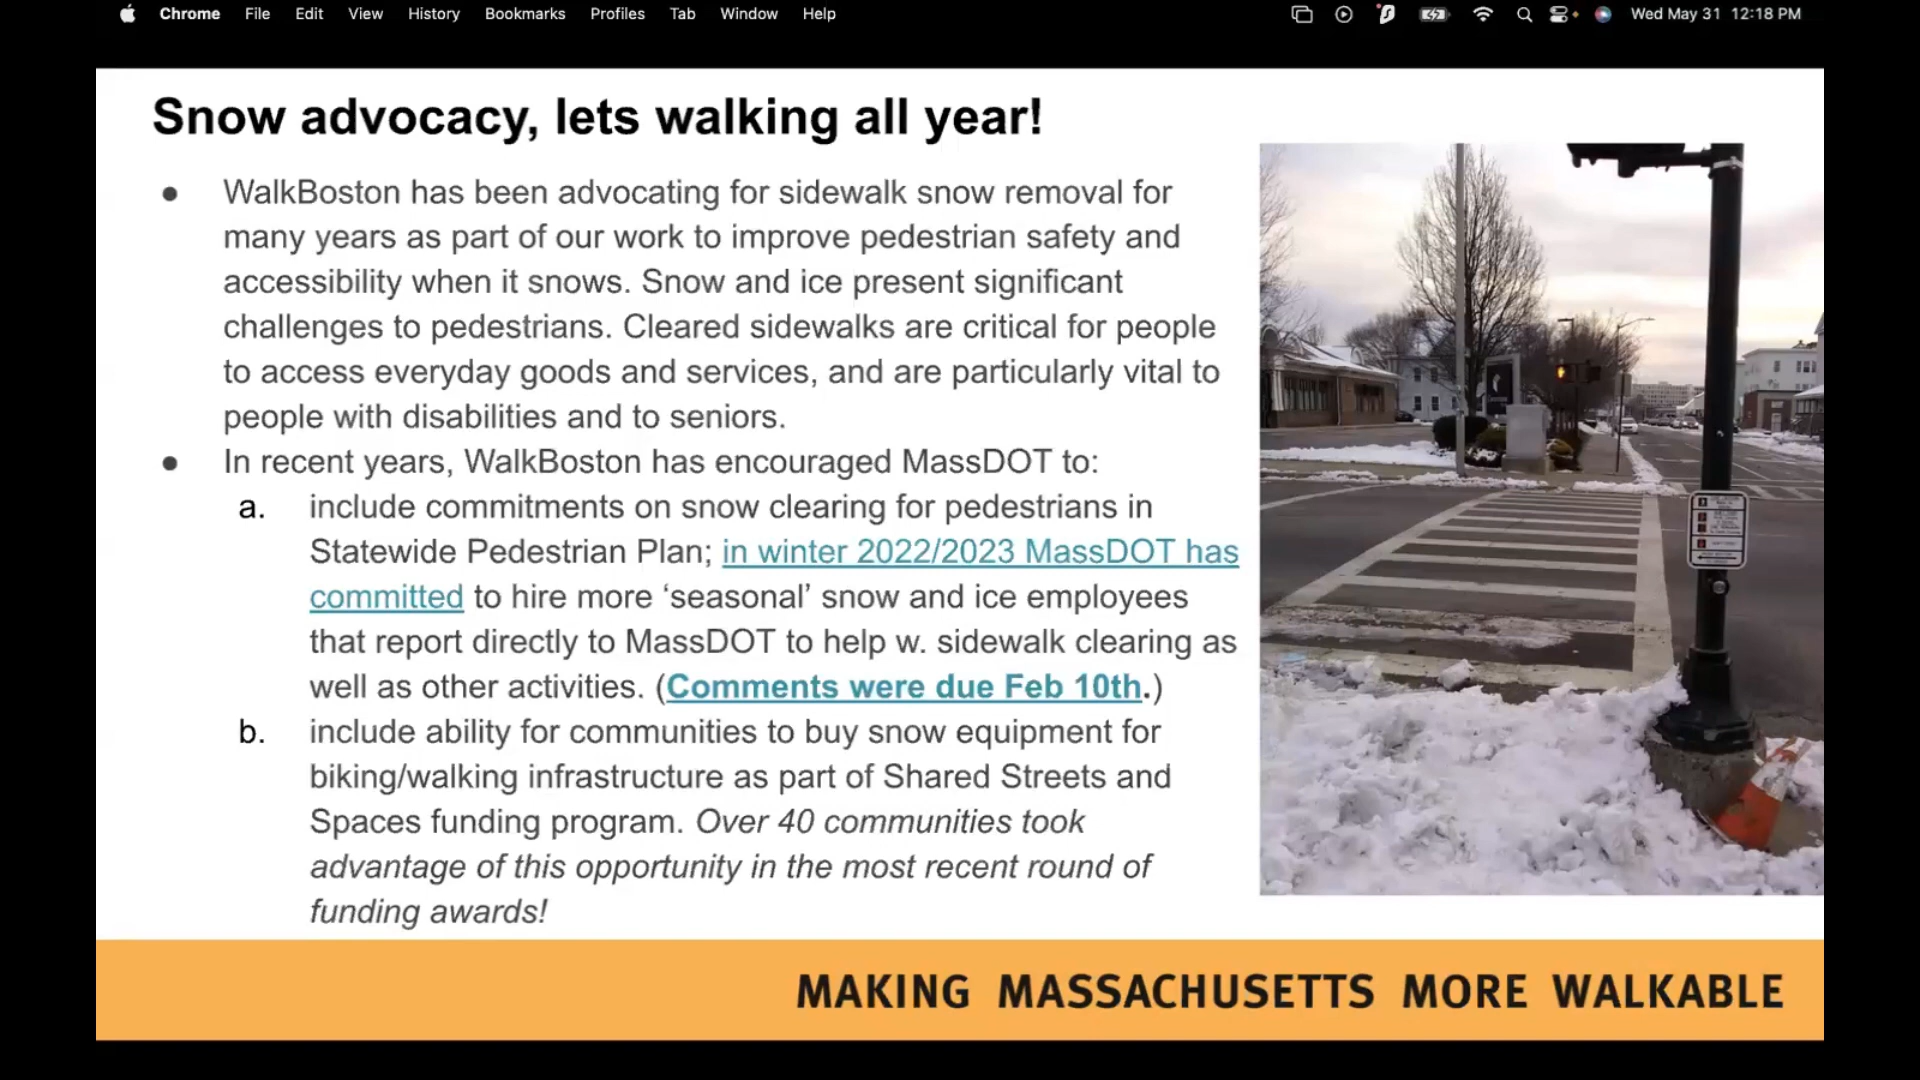 Chrome File Edit View History Bookmarks Profiles Tab Window Help Wed May 31 12:18 PM
Snow advocacy, lets walking all year!
● WalkBoston has been advocating for sidewalk snow removal for
many years as part of our work to improve pedestrian safety and
accessibility when it snows. Snow and ice present significant
challenges to pedestrians. Cleared sidewalks are critical for people
to access everyday goods and services, and are particularly vital to
people with disabilities and to seniors.
● In recent years, WalkBoston has encouraged MassDOT to:
a. include commitments on snow clearing for pedestrians in
Statewide Pedestrian Plan; in winter 2022/2023 MassDOT has
committed to hire more ‘seasonal’ snow and ice employees
that report directly to MassDOT to help w. sidewalk clearing as
well as other activities. (Comments were due Feb 10th.)
b. include ability for communities to buy snow equipment for
biking/walking infrastructure as part of Shared Streets and
Spaces funding program. Over 40 communities took
advantage of this opportunity in the most recent round of
funding awards!
MAKING MASSACHUSETTS MORE WALKABLE